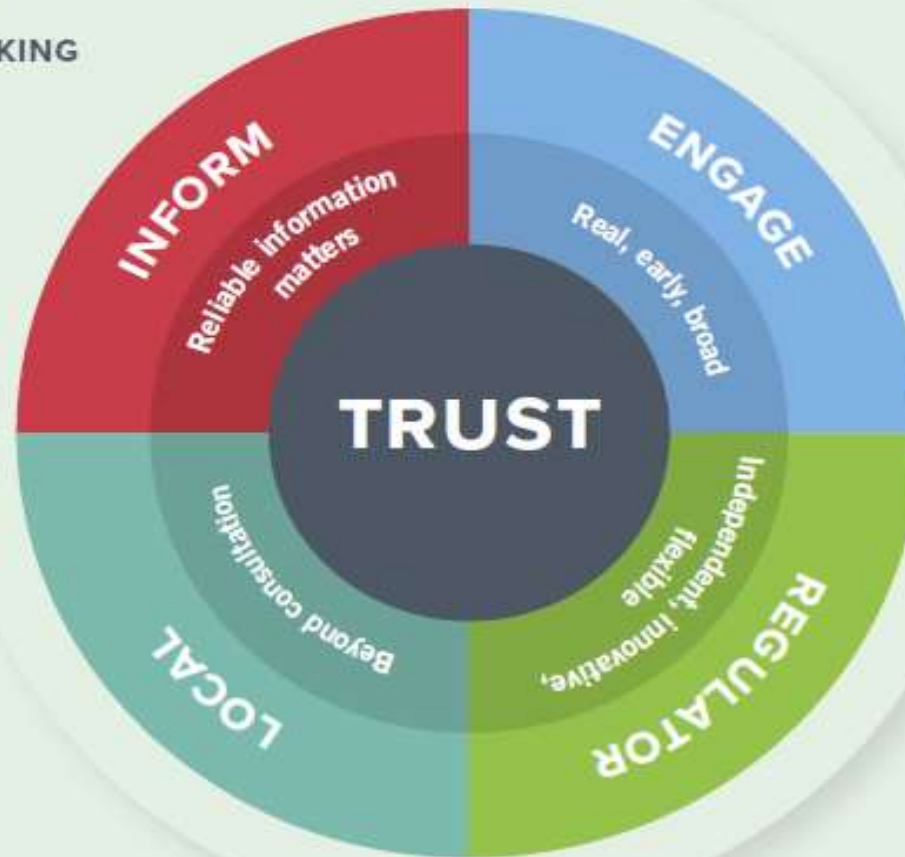 KING
INFORM
Reliable information
matters
ENGAGE
Real, early, broad
TRUST
LOCAL
Beyond consultation
REGULATOR
Independent, innovative,
flexible